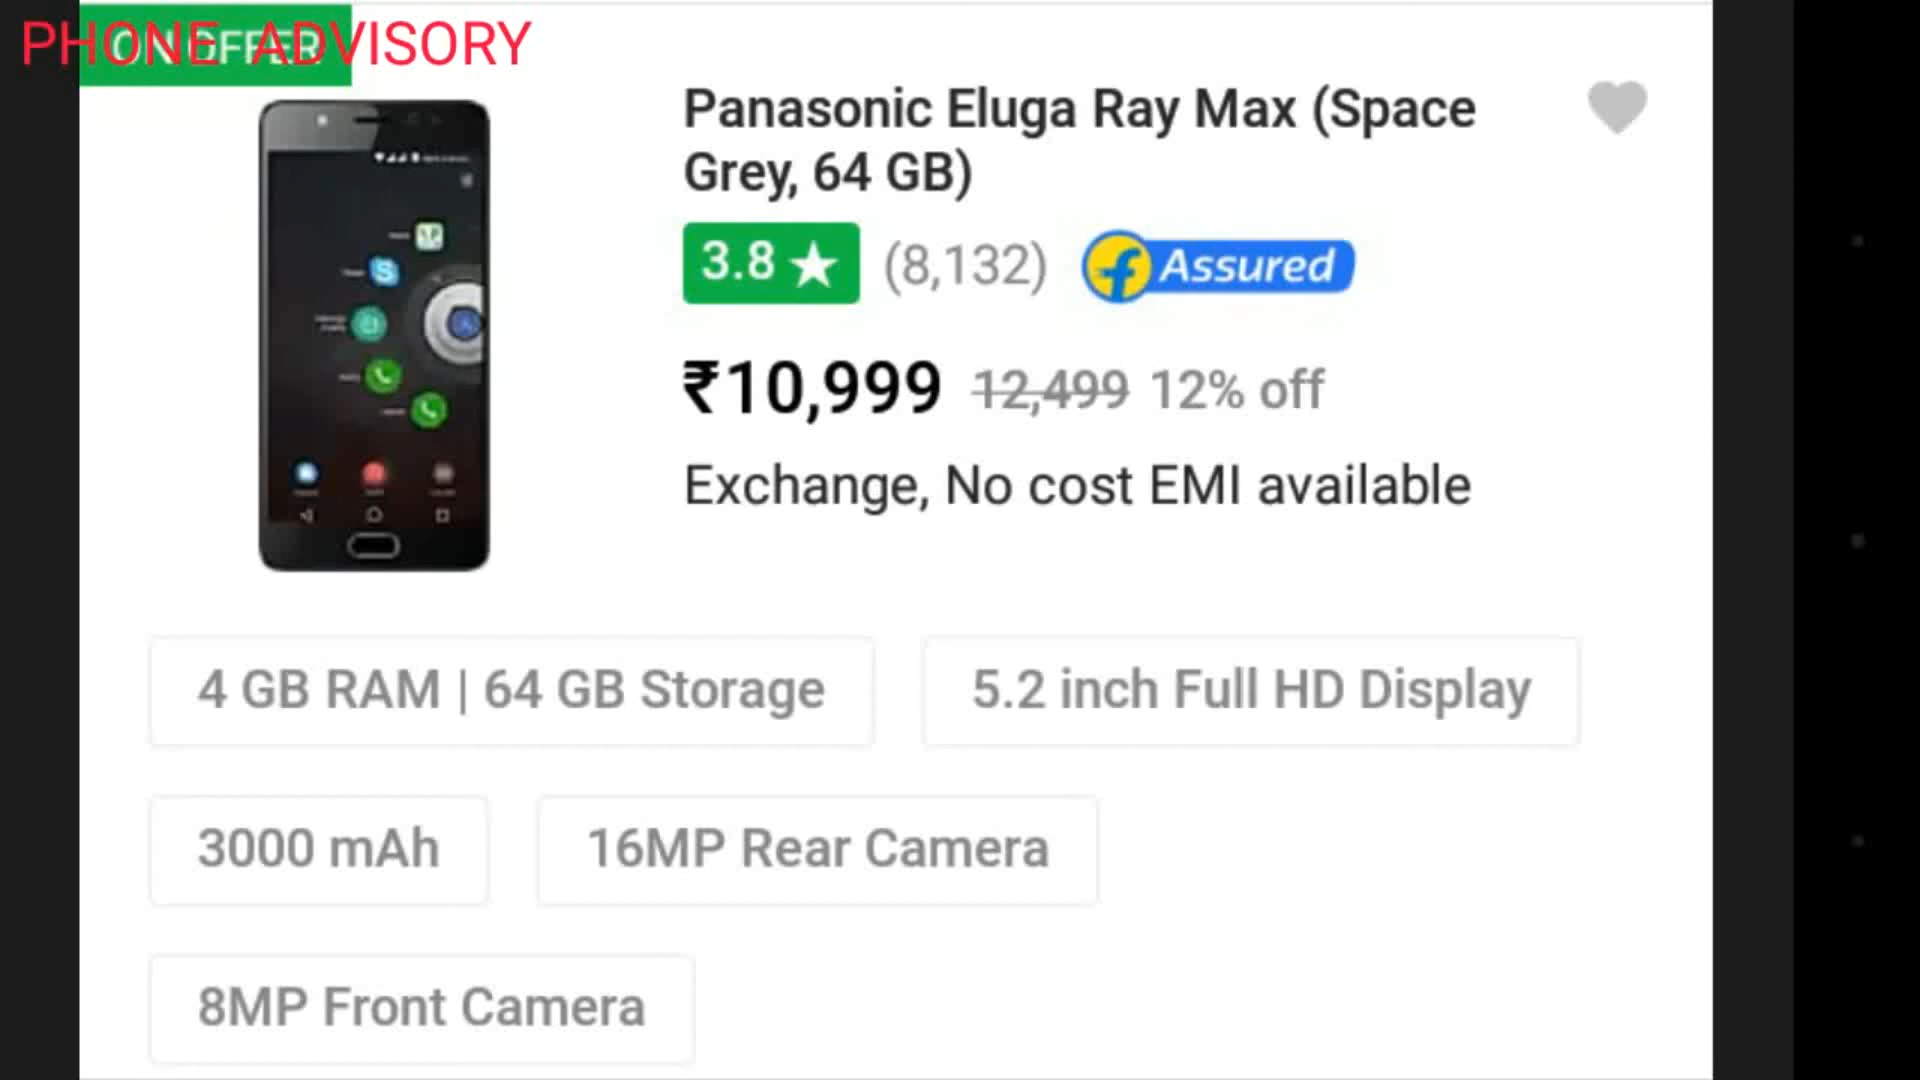 PHONE ADVISORY
ON OFFER
Panasonic Eluga Ray Max (Space
Grey, 64 GB)
3.8 ★ (8,132) f Assured
₹10,999 12,499 12% off
Exchange, No cost EMI available
4 GB RAM | 64 GB Storage
5.2 inch Full HD Display
3000 mAh
16MP Rear Camera
8MP Front Camera